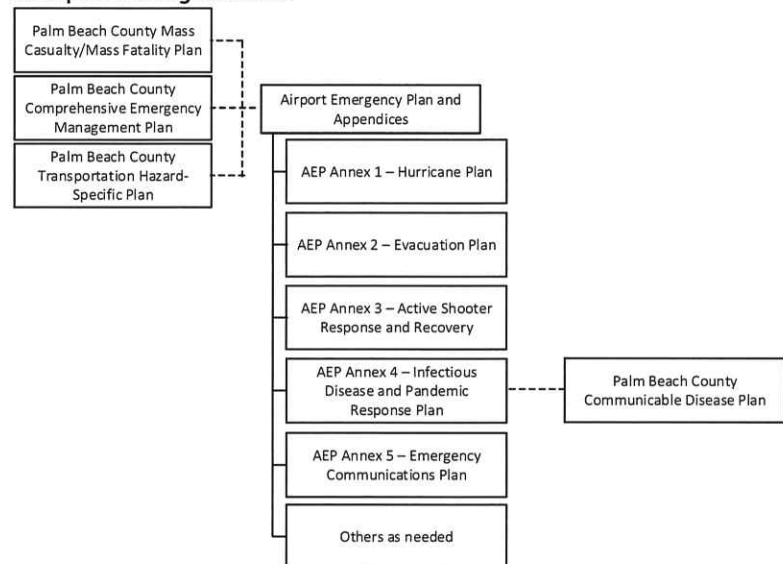 Palm Beach County Mass
Casualty/Mass Fatality Plan
Palm Beach County
Comprehensive Emergency
Management Plan
Palm Beach County
Transportation Hazard-
Specific Plan
Airport Emergency Plan and
Appendices
AEP Annex 1 – Hurricane Plan
AEP Annex 2 – Evacuation Plan
AEP Annex 3 – Active Shooter
Response and Recovery
AEP Annex 4 – Infectious
Disease and Pandemic
Response Plan
Palm Beach County
Communicable Disease Plan
AEP Annex 5 – Emergency
Communications Plan
Others as needed